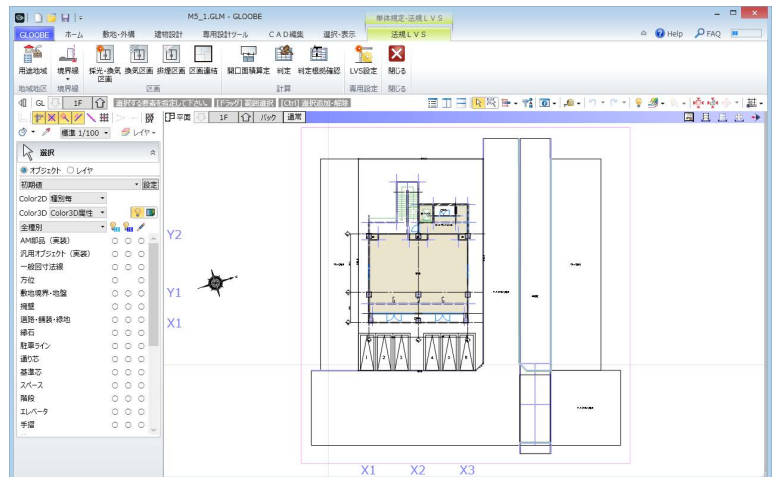 M5_1.GLM - GLOOBE
単体規定-法規ＬＶＳ
GLOOBE ホーム 敷地・外構 建物設計 専用設計ツール ＣＡＤ編集 選択・表示 法規ＬＶＳ Help FAQ
用途地域 境界線 採光・換気区画 換気区画 排煙区画 区画連結 開口面積算定 判定 判定根拠確認 LVS設定 閉じる
地域地区 境界線 区画 計算 専用設定 閉じる
GL 1F 選択する要素を指定して下さい。 [ドラッグ] 範囲選択 [Ctrl] 選択追加・解除
平面 1F バック 通常
標準 1/100 レイヤ
選択
オブジェクト レイヤ
初期値 設定
Color2D 種別毎
Color3D Color3D属性
全種別
AM部品（実装）
汎用オブジェクト（実装）
一般図寸法線
方位
敷地境界・地盤
擁壁
道路・舗装・緑地
縁石
駐車ライン
通り芯
基準芯
スペース
階段
エレベータ
手摺
Y2
Y1
X1
1 2 3 4 5 6
X1 X2 X3